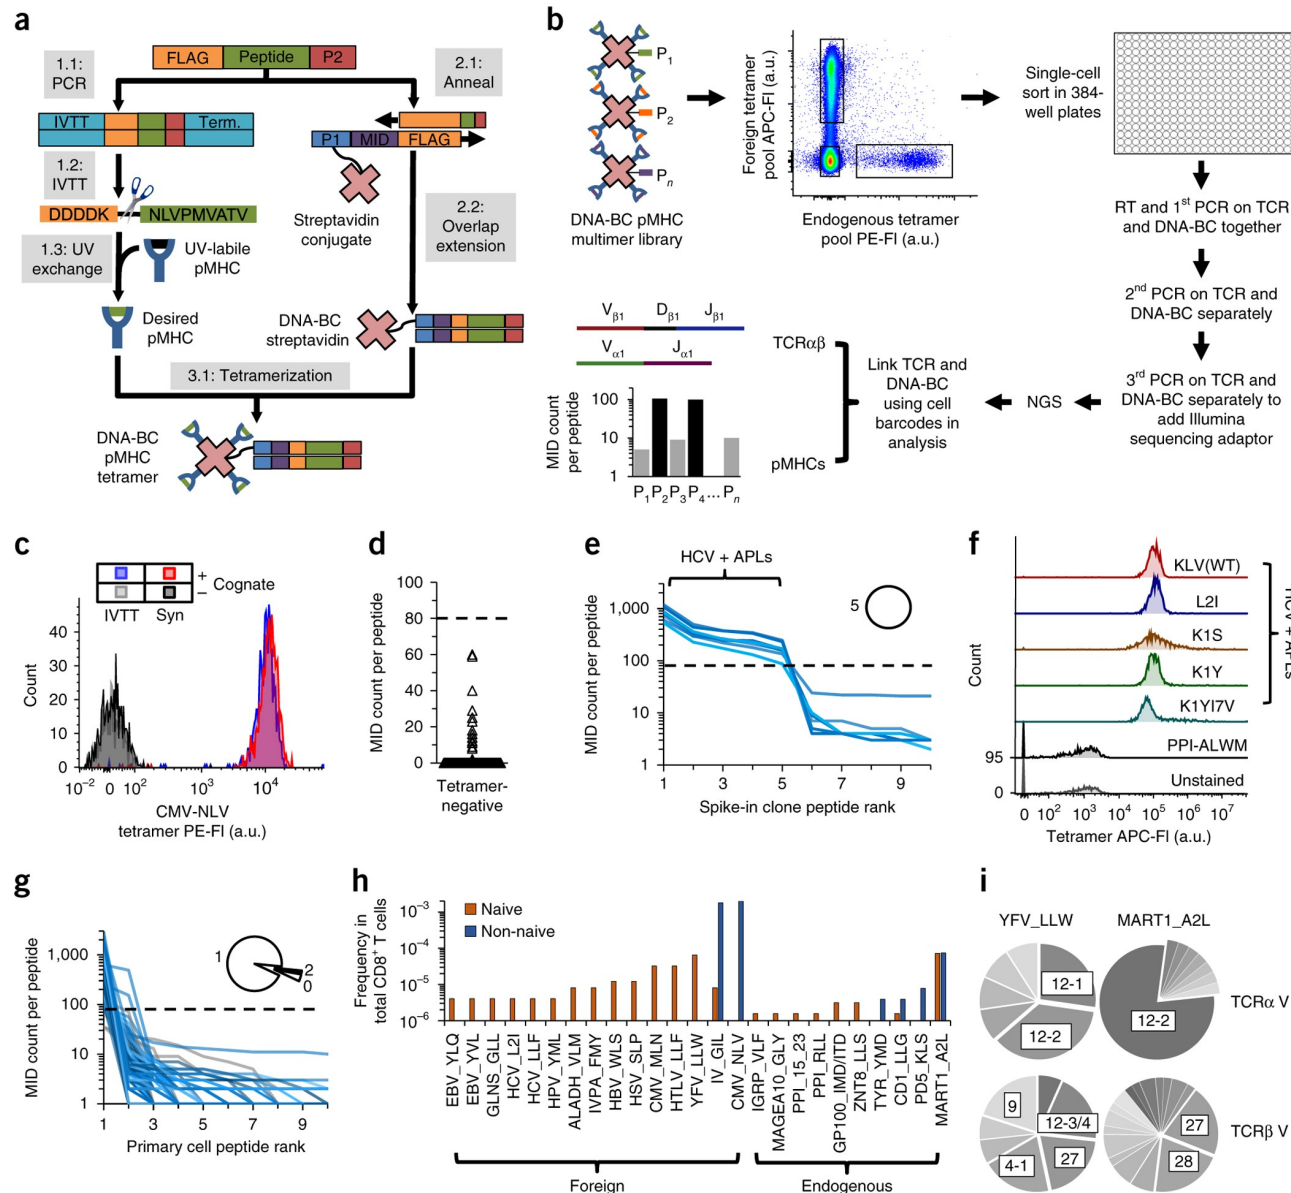 a
FLAG Peptide P2
1.1:
PCR
2.1:
Anneal
IVTT Term.
P1 MID FLAG
1.2:
IVTT
DDDDK NLVPMVATV
Streptavidin
conjugate
2.2:
Overlap
extension
1.3: UV
exchange
UV-labile
pMHC
Desired
pMHC
DNA-BC
streptavidin
3.1: Tetramerization
DNA-BC
pMHC
tetramer
b
P1
P2
Pn
DNA-BC pMHC
multimer library
Foreign tetramer
pool APC-FI (a.u.)
Endogenous tetramer
pool PE-FI (a.u.)
Single-cell
sort in 384-
well plates
RT and 1st PCR on TCR
and DNA-BC together
2nd PCR on TCR and
DNA-BC separately
3rd PCR on TCR and
DNA-BC separately to
add Illumina
sequencing adaptor
NGS
Link TCR and
DNA-BC
using cell
barcodes in
analysis
TCRαβ
pMHCs
Vβ1 Dβ1 Jβ1
Vα1 Jα1
MID count
per peptide
100
10
1
P1 P2 P3 P4 ... Pn
c
+
− Cognate
IVTT Syn
Count
40
30
20
10
0
10−2 0 102 103 104
CMV-NLV
tetramer PE-FI (a.u.)
d
MID count per peptide
100
80
60
40
20
0
Tetramer-
negative
e
HCV + APLs
5
MID count per peptide
1,000
100
10
1
1 3 5 7 9
Spike-in clone peptide rank
f
KLV(WT)
L2I
K1S
K1Y
K1YI7V
PPI-ALWM
Unstained
HCV + APLs
Count
95
0
0 102 103 104 105 106 107
Tetramer APC-FI (a.u.)
g
MID count per peptide
1,000
100
10
1
1 2 0
1 3 5 7 9
Primary cell peptide rank
h
Frequency in
total CD8+ T cells
10−3
10−4
10−5
10−6
Naive
Non-naive
EBV_YLQ
EBV_YVL
GLNS_GLL
HCV_L2I
HCV_LLF
HPV_YML
ALADH_VLM
IVPA_FMY
HBV_WLS
HSV_SLP
CMV_MLN
HTLV_LLF
YFV_LLW
IV_GIL
CMV_NLV
IGRP_VLF
MAGEA10_GLY
PPI_15_23
PPI_RLL
GP100_IMD/ITD
ZNT8_LLS
TYR_YMD
CD1_LLG
PD5_KLS
MART1_A2L
Foreign Endogenous
i
YFV_LLW MART1_A2L
12-1
12-2
12-2
TCRα V
9
12-3/4
4-1
27
27
28
TCRβ V